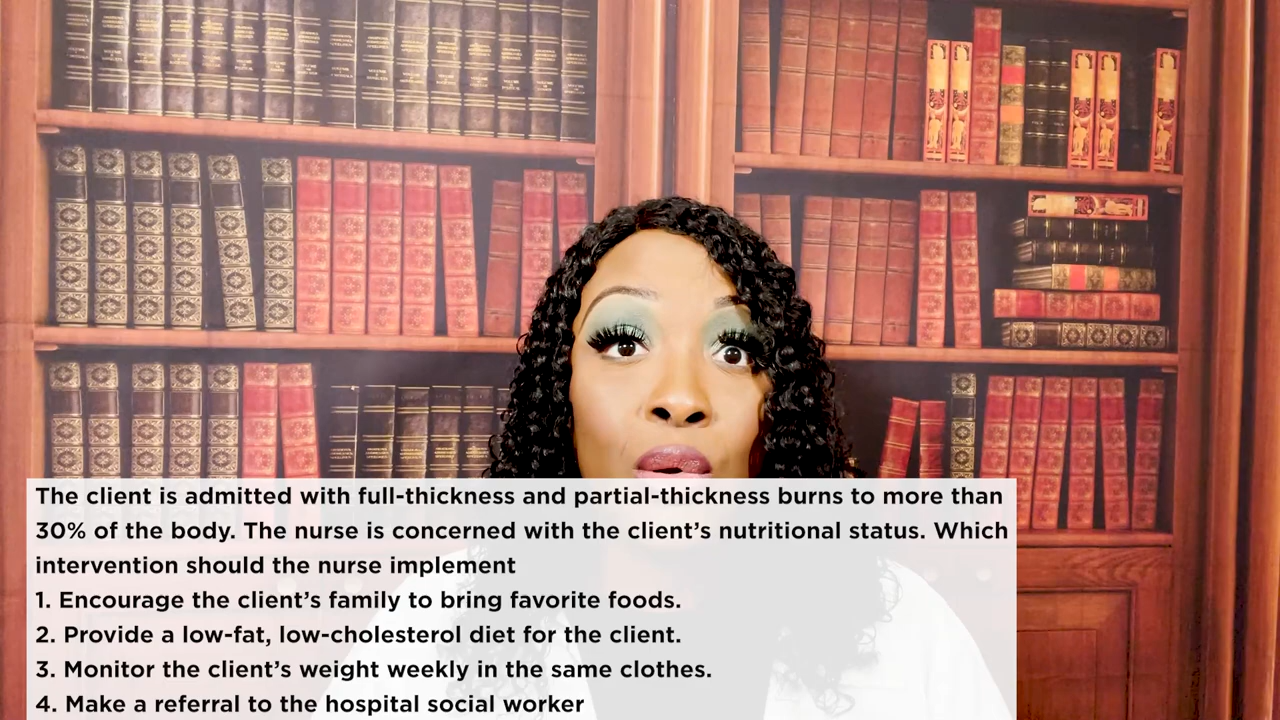 The client is admitted with full-thickness and partial-thickness burns to more than
30% of the body. The nurse is concerned with the client's nutritional status. Which
intervention should the nurse implement
1. Encourage the client's family to bring favorite foods.
2. Provide a low-fat, low-cholesterol diet for the client.
3. Monitor the client's weight weekly in the same clothes.
4. Make a referral to the hospital social worker